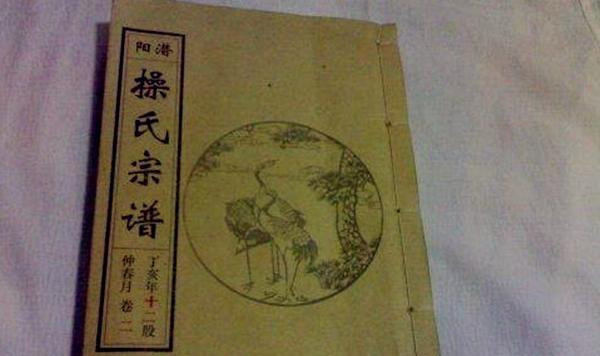 潜阳
操氏宗谱
丁亥年十二股
仲春月 卷二